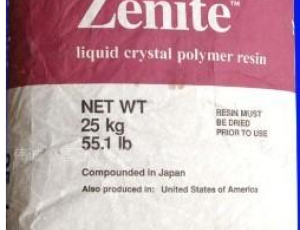 Zenite™
liquid crystal polymer resin
NET WT
25 kg
55.1 lb
RESIN MUST
BE DRIED
PRIOR TO USE
Compounded in Japan
Also produced in: United States of America